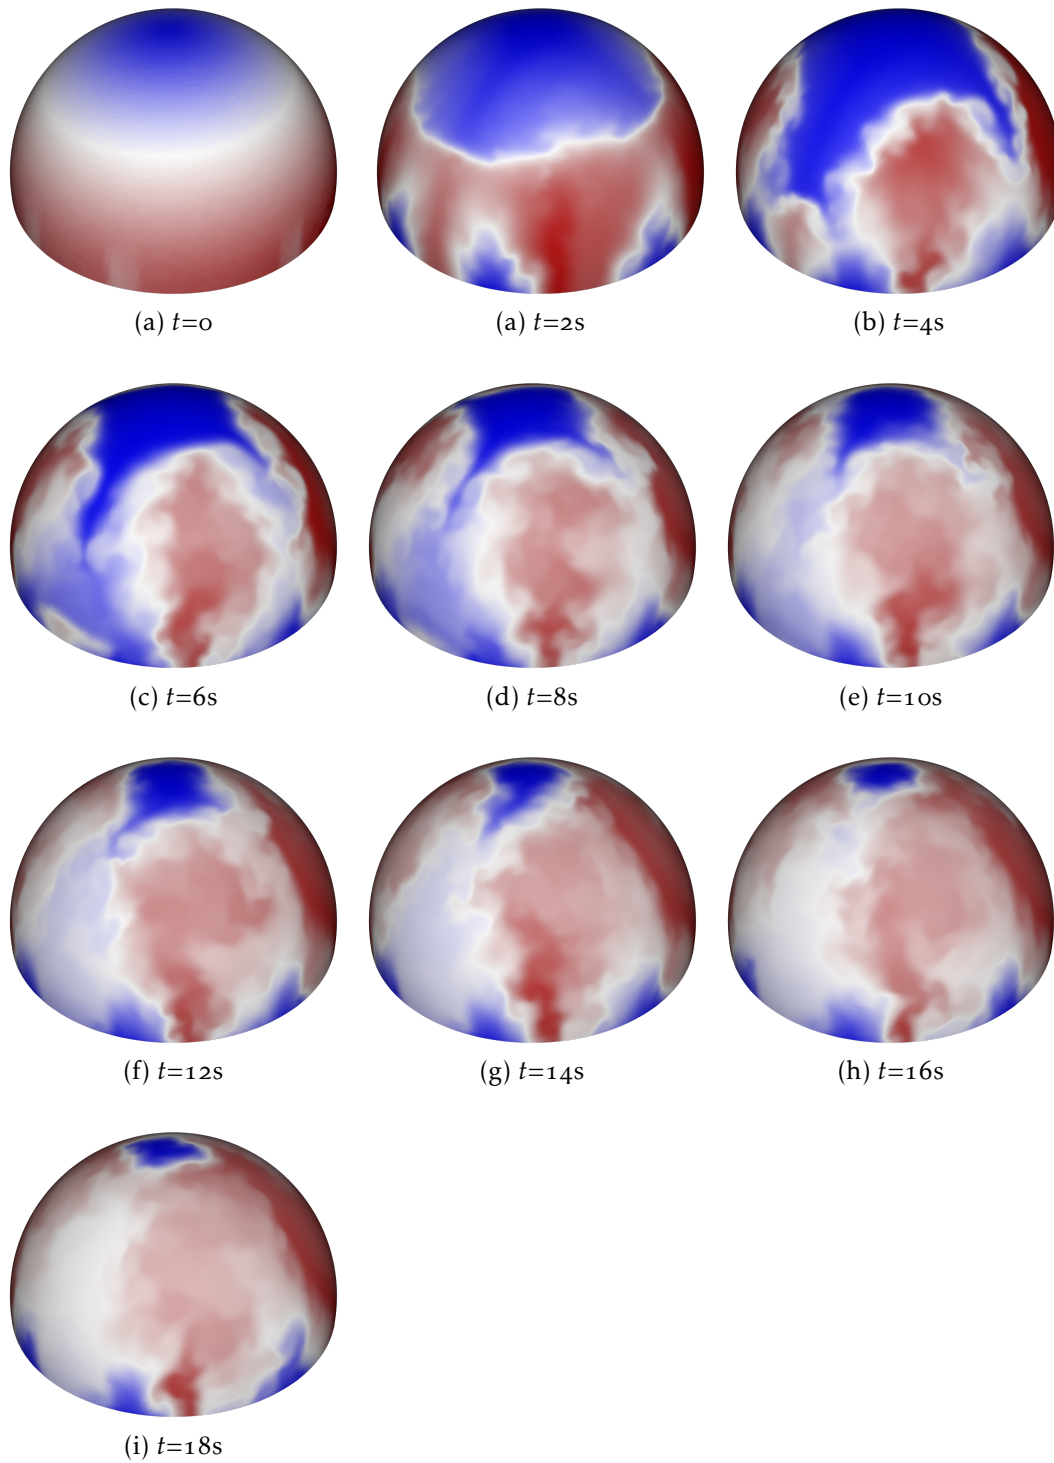 (a) t=0
(a) t=2s
(b) t=4s
(c) t=6s
(d) t=8s
(e) t=10s
(f) t=12s
(g) t=14s
(h) t=16s
(i) t=18s